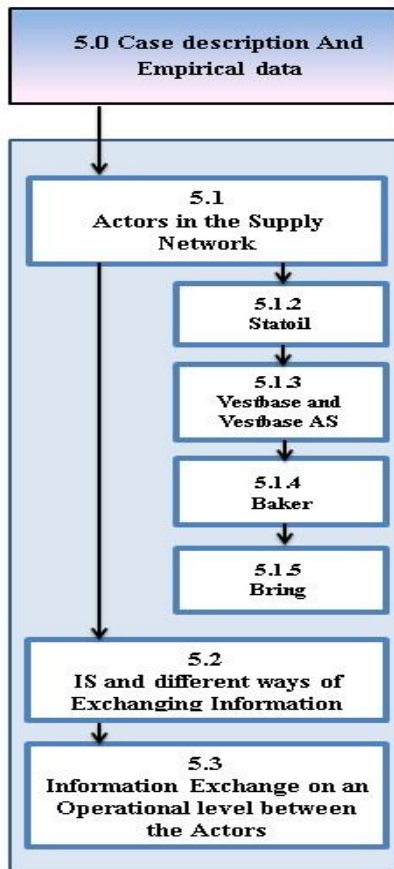 5.0 Case description And
Empirical data
5.1
Actors in the Supply
Network
5.1.2
Statoil
5.1.3
Vestbase and
Vestbase AS
5.1.4
Baker
5.1.5
Bring
5.2
IS and different ways of
Exchanging Information
5.3
Information Exchange on an
Operational level between
the Actors